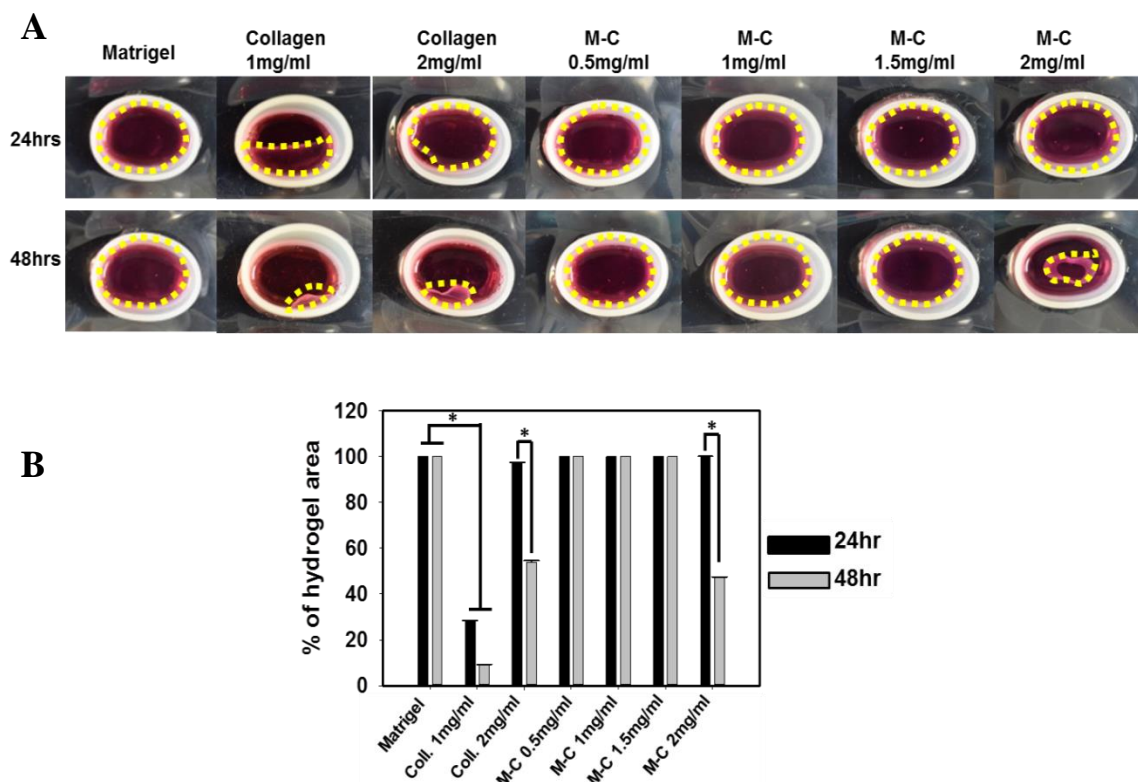 A
Matrigel
Collagen
1mg/ml
Collagen
2mg/ml
M-C
0.5mg/ml
M-C
1mg/ml
M-C
1.5mg/ml
M-C
2mg/ml
24hrs
48hrs
B
% of hydrogel area
120
100
80
60
40
20
0
*
*
*
24hr
48hr
Matrigel
Coll. 1mg/ml
Coll. 2mg/ml
M-C 0.5mg/ml
M-C 1mg/ml
M-C 1.5mg/ml
M-C 2mg/ml